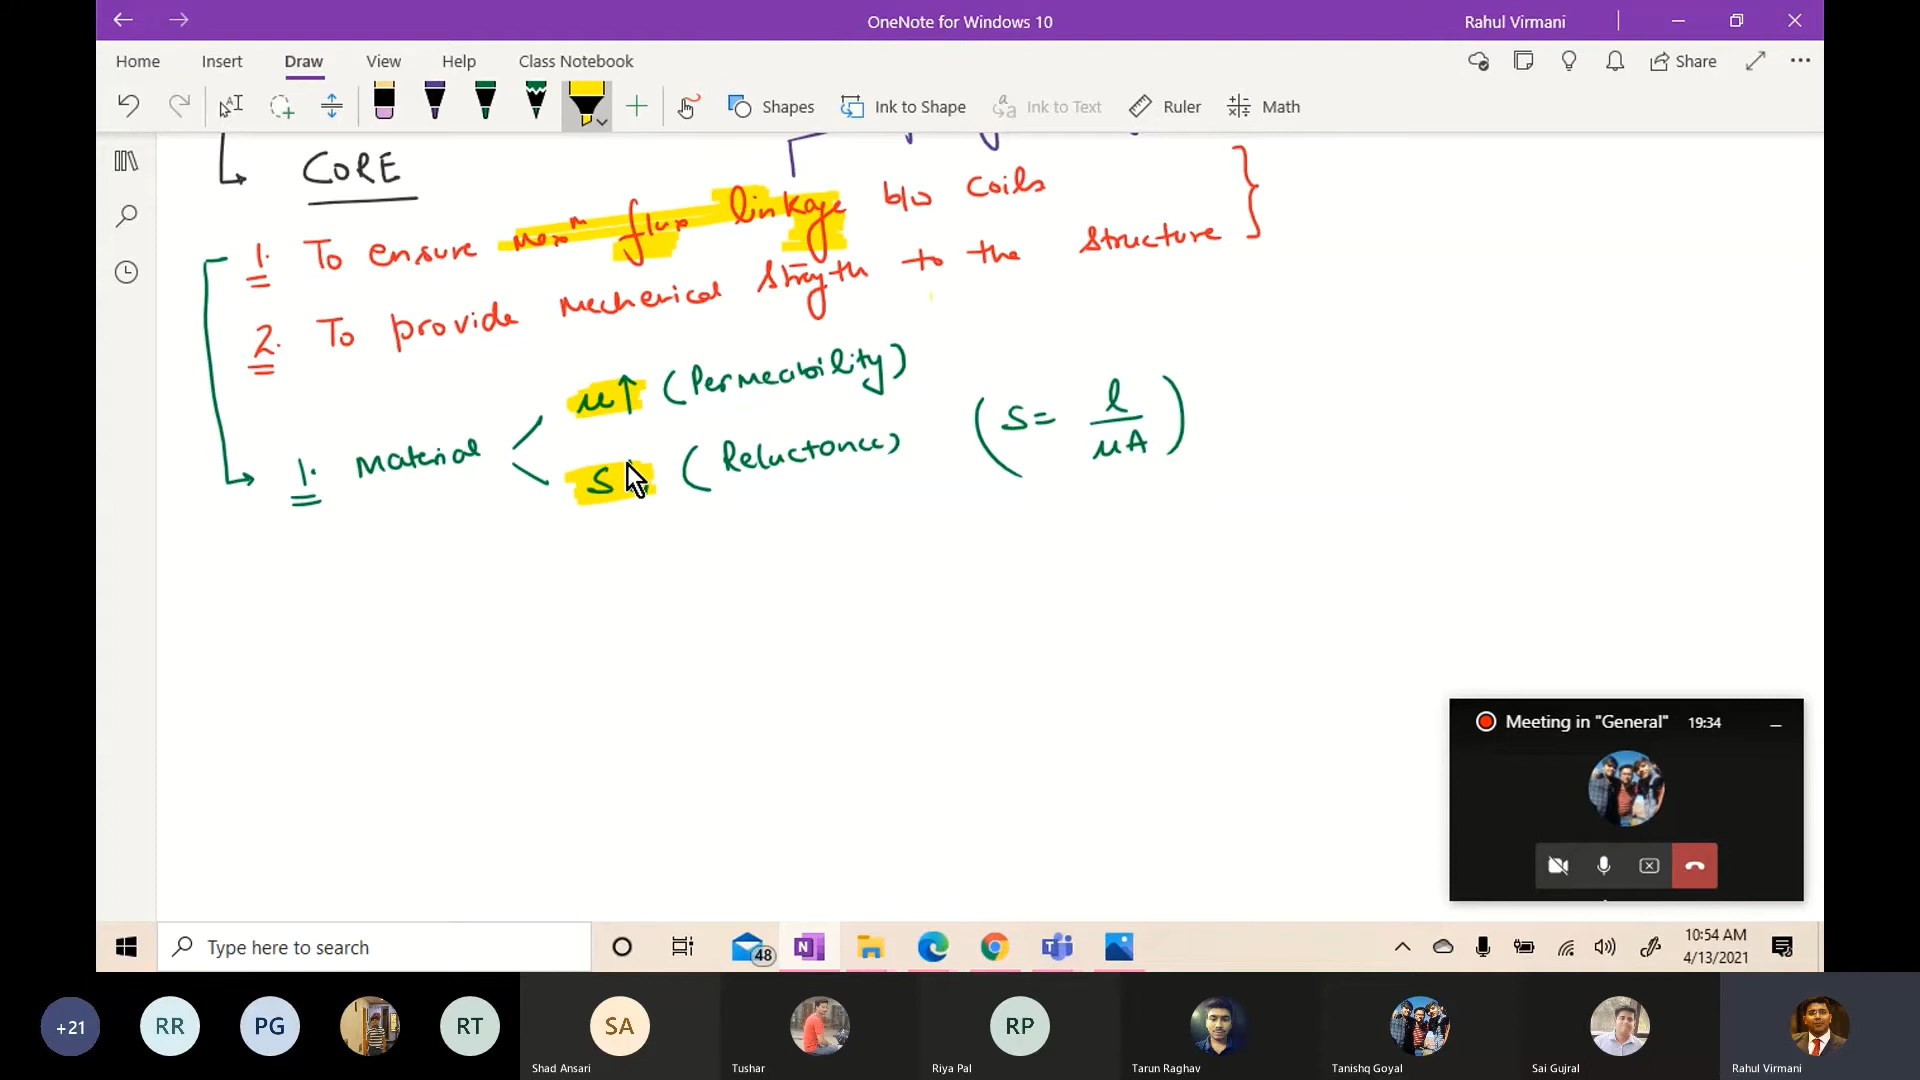 OneNote for Windows 10
Rahul Virmani
Home Insert Draw View Help Class Notebook
Share
Shapes Ink to Shape Ink to Text Ruler Math
CORE
1. To ensure maxm flux linkage b/w coils
2. To provide Mechanical strength to the structure
1. Material
μ↑ (Permeability)
S (Reluctance)
(S = l / μA)
Meeting in "General" 19:34
Type here to search
48
10:54 AM
4/13/2021
+21
RR
PG
RT
SA
RP
Shad Ansari
Tushar
Riya Pal
Tarun Raghav
Tanishq Goyal
Sai Gujral
Rahul Virmani